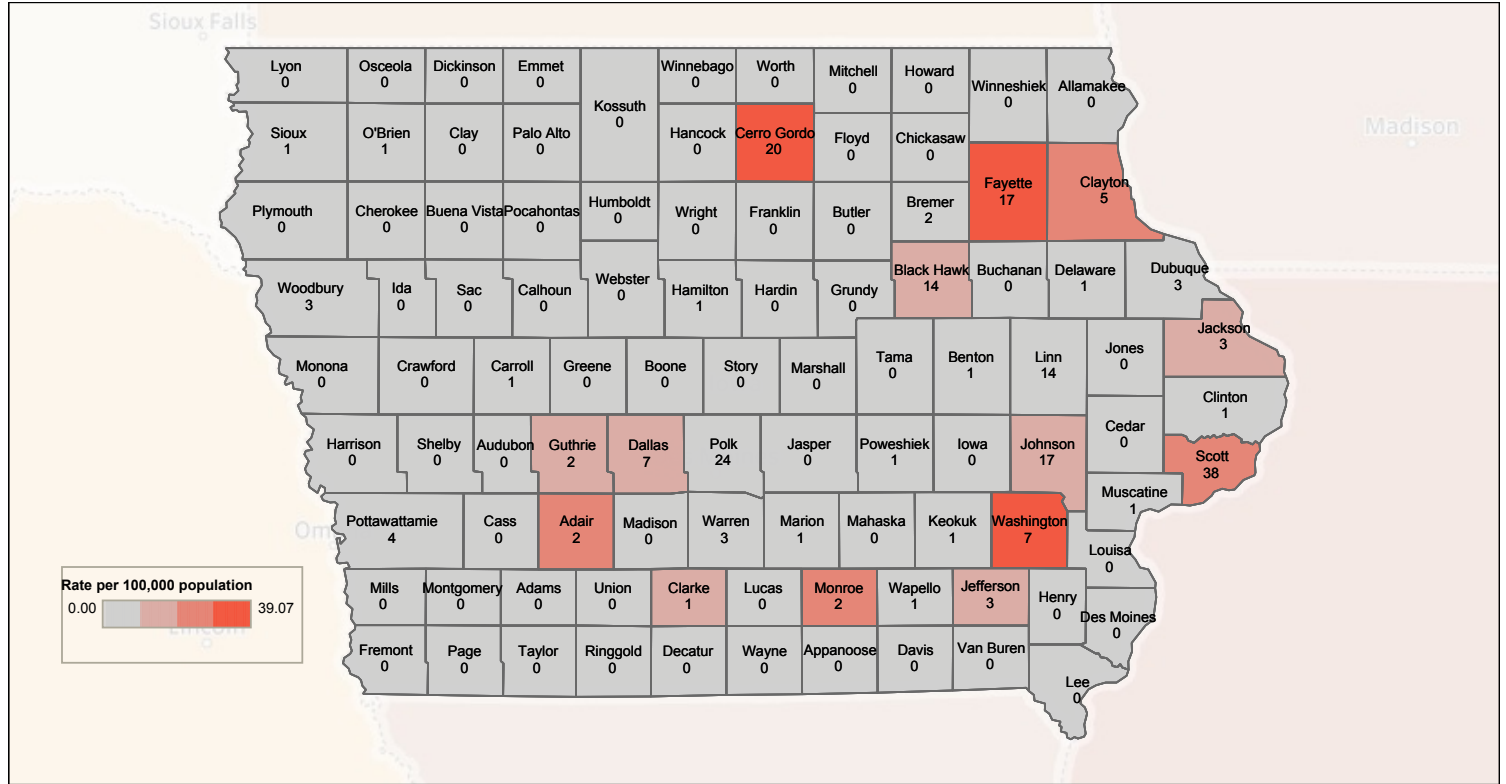 Sioux Falls
Lyon
0
Osceola
0
Dickinson
0
Emmet
0
Kossuth
0
Winnebago
0
Worth
0
Mitchell
0
Howard
0
Winneshiek
0
Allamakee
0
Madison
Sioux
1
O'Brien
1
Clay
0
Palo Alto
0
Hancock
0
Cerro Gordo
20
Floyd
0
Chickasaw
0
Fayette
17
Clayton
5
Plymouth
0
Cherokee
0
Buena Vista
0
Pocahontas
0
Humboldt
0
Wright
0
Franklin
0
Butler
0
Bremer
2
Woodbury
3
Ida
0
Sac
0
Calhoun
0
Webster
0
Hamilton
1
Hardin
0
Grundy
0
Black Hawk
14
Buchanan
0
Delaware
1
Dubuque
3
Jackson
3
Monona
0
Crawford
0
Carroll
1
Greene
0
Boone
0
Story
0
Marshall
0
Tama
0
Benton
1
Linn
14
Jones
0
Clinton
1
Harrison
0
Shelby
0
Audubon
0
Guthrie
2
Dallas
7
Polk
24
Jasper
0
Poweshiek
1
Iowa
0
Johnson
17
Cedar
0
Scott
38
Muscatine
1
Om
Pottawattamie
4
Cass
0
Adair
2
Madison
0
Warren
3
Marion
1
Mahaska
0
Keokuk
1
Washington
7
Louisa
0
Mills
0
Montgomery
0
Adams
0
Union
0
Clarke
1
Lucas
0
Monroe
2
Wapello
1
Jefferson
3
Henry
0
Des Moines
0
Fremont
0
Page
0
Taylor
0
Ringgold
0
Decatur
0
Wayne
0
Appanoose
0
Davis
0
Van Buren
0
Lee
0
Rate per 100,000 population
0.00 39.07
Lincoln